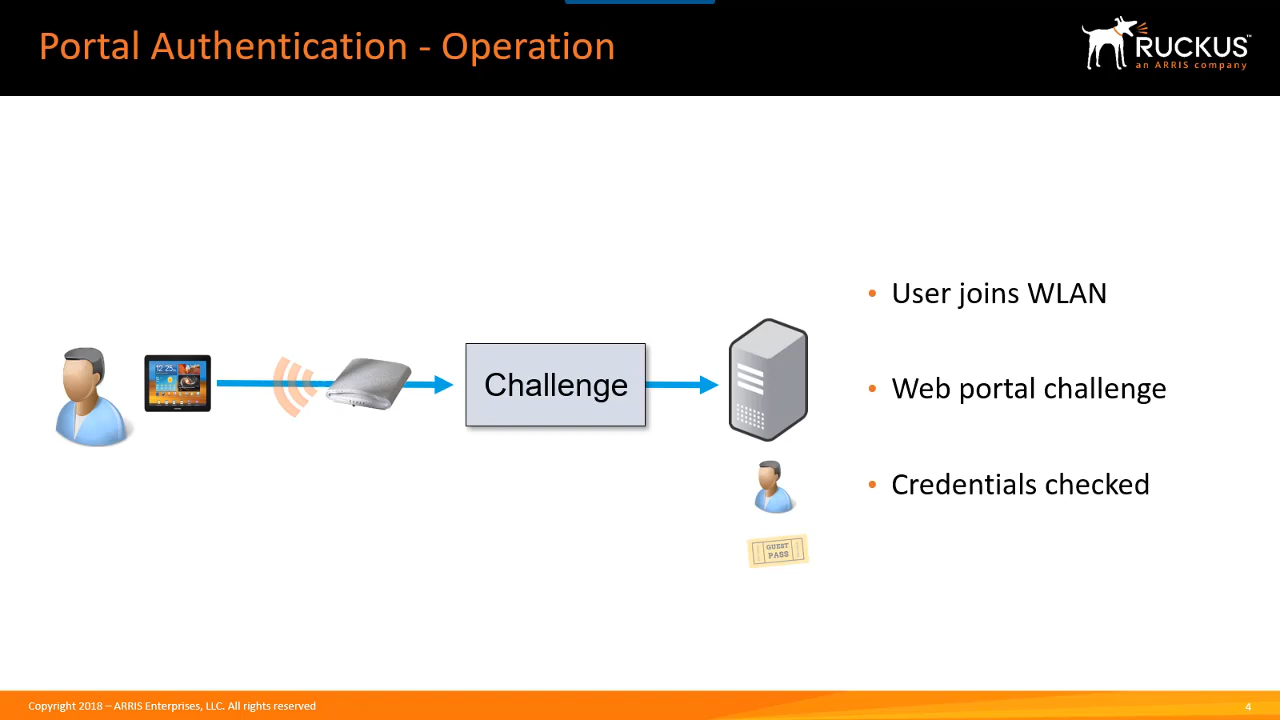 Portal Authentication - Operation
RUCKUS™
an ARRIS company
User joins WLAN
Challenge
Web portal challenge
Credentials checked
GUEST
PASS
Copyright 2018 – ARRIS Enterprises, LLC. All rights reserved
4